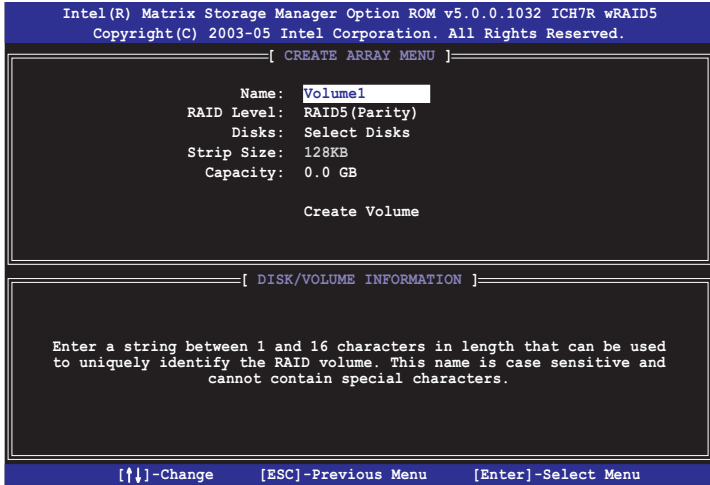 Intel(R) Matrix Storage Manager Option ROM v5.0.0.1032 ICH7R wRAID5
Copyright(C) 2003-05 Intel Corporation. All Rights Reserved.
[ CREATE ARRAY MENU ]
Name: Volume1
RAID Level: RAID5(Parity)
Disks: Select Disks
Strip Size: 128KB
Capacity: 0.0 GB
Create Volume
[ DISK/VOLUME INFORMATION ]
Enter a string between 1 and 16 characters in length that can be used
to uniquely identify the RAID volume. This name is case sensitive and
cannot contain special characters.
[↑↓]-Change [ESC]-Previous Menu [Enter]-Select Menu